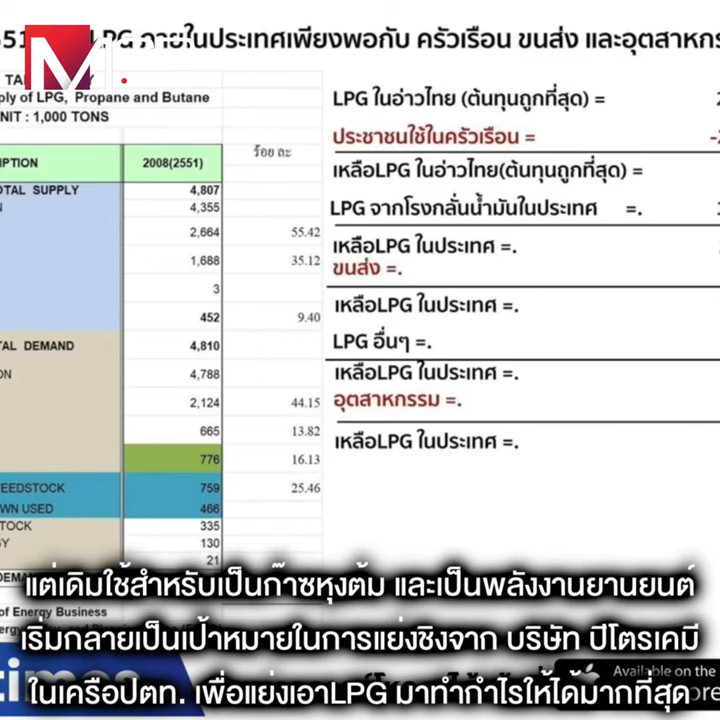 LPG ภายในประเทศเพียงพอกับ ครัวเรือน ขนส่ง และอุตสาหกร
M
ply of LPG, Propane and Butane
NIT : 1,000 TONS
LPG ในอ่าวไทย (ต้นทุนถูกที่สุด) =
ประชาชนใช้ในครัวเรือน =
เหลือLPG ในอ่าวไทย(ต้นทุนถูกที่สุด) =
LPG จากโรงกลั่นน้ำมันในประเทศ =.
เหลือLPG ในประเทศ =.
ขนส่ง =.
เหลือLPG ในประเทศ =.
LPG อื่นๆ =.
เหลือLPG ในประเทศ =.
อุตสาหกรรม =.
เหลือLPG ในประเทศ =.
IPTION 2008(2551) ร้อยละ
OTAL SUPPLY 4,807
N 4,355
2,664 55.42
1,688 35.12
3
452 9.40
TAL DEMAND 4,810
ON 4,788
2,124 44.15
665 13.82
776 16.13
EEDSTOCK 759 25.46
WN USED 466
TOCK 335
GY 130
21
DEMA
of Energy Business
แต่เดิมใช้สำหรับเป็นก๊าซหุงต้ม และเป็นพลังงานยานยนต์
เริ่มกลายเป็นเป้าหมายในการแย่งชิงจาก บริษัท ปิโตรเคมี
ในเครือปตท. เพื่อแย่งเอาLPG มาทำกำไรให้ได้มากที่สุด
Available on the